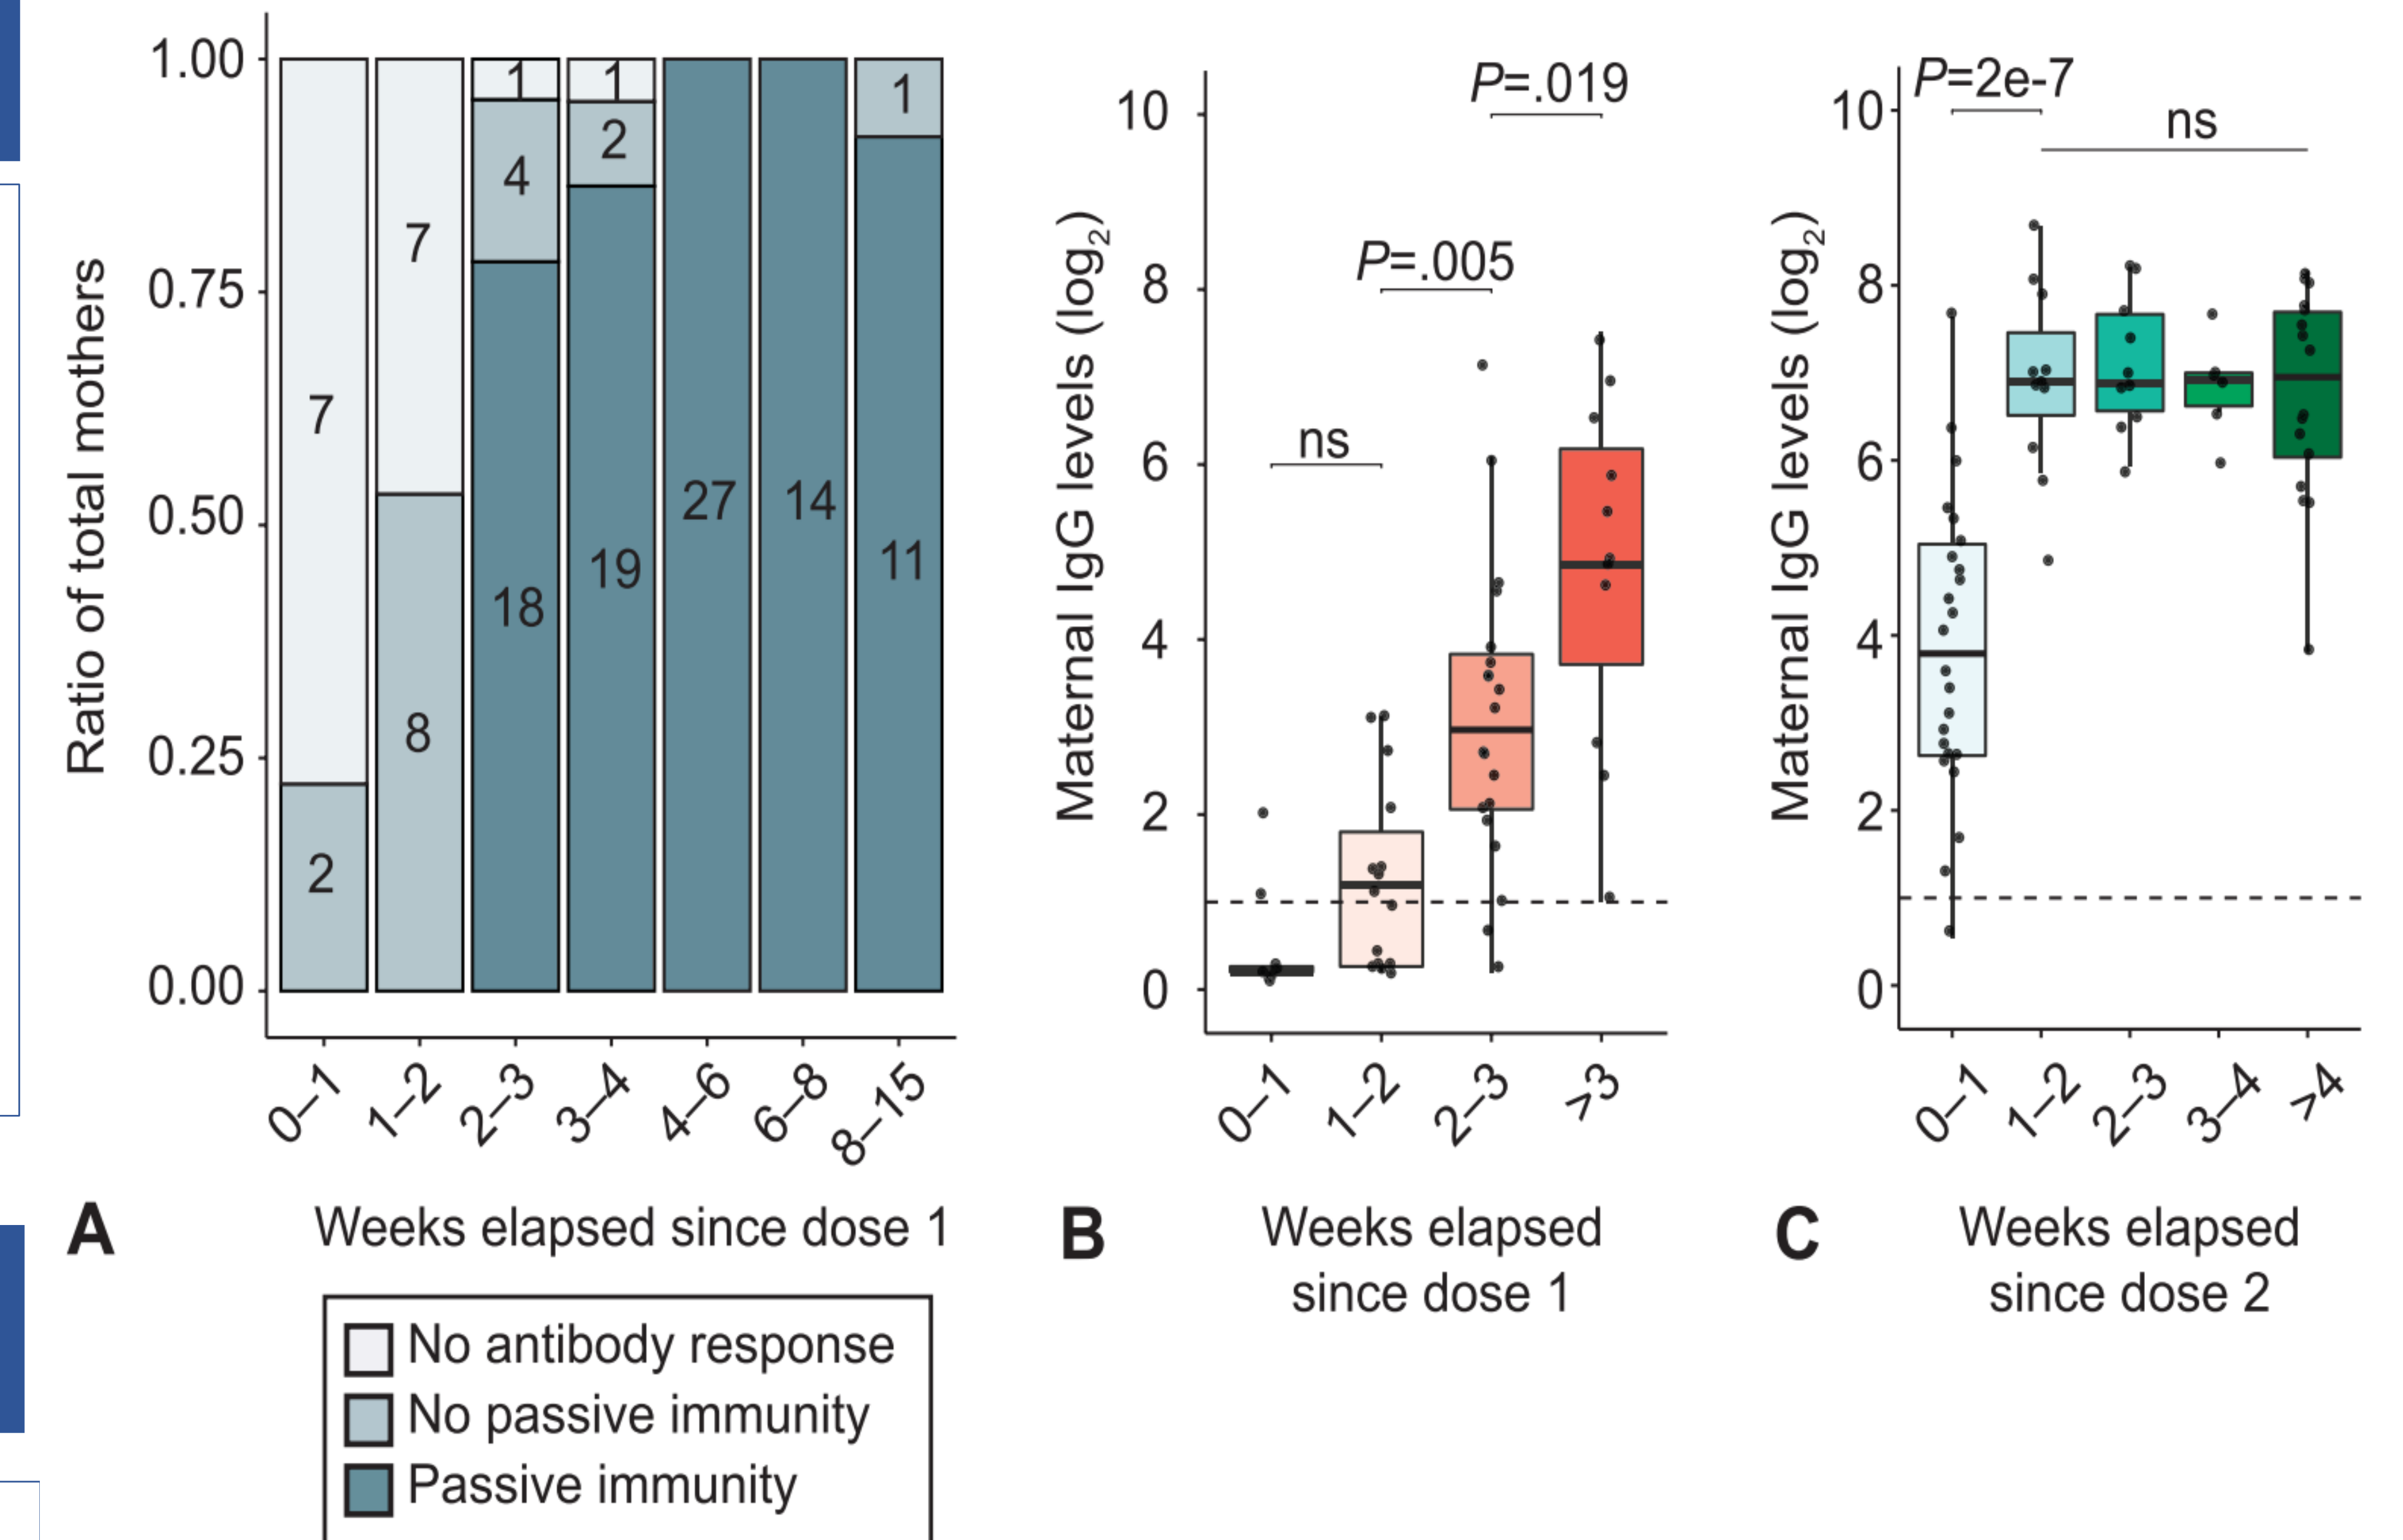 Ratio of total mothers
1.00
0.75
0.50
0.25
0.00
7
2
7
8
1
4
18
1
2
19
27
14
1
11
0–1
1–2
2–3
3–4
4–6
6–8
8–15
A
Weeks elapsed since dose 1
No antibody response
No passive immunity
Passive immunity
Maternal IgG levels (log2)
10
8
6
4
2
0
ns
P=.005
P=.019
0–1
1–2
2–3
>3
B
Weeks elapsed
since dose 1
Maternal IgG levels (log2)
10
8
6
4
2
0
P=2e-7
ns
0–1
1–2
2–3
3–4
>4
C
Weeks elapsed
since dose 2